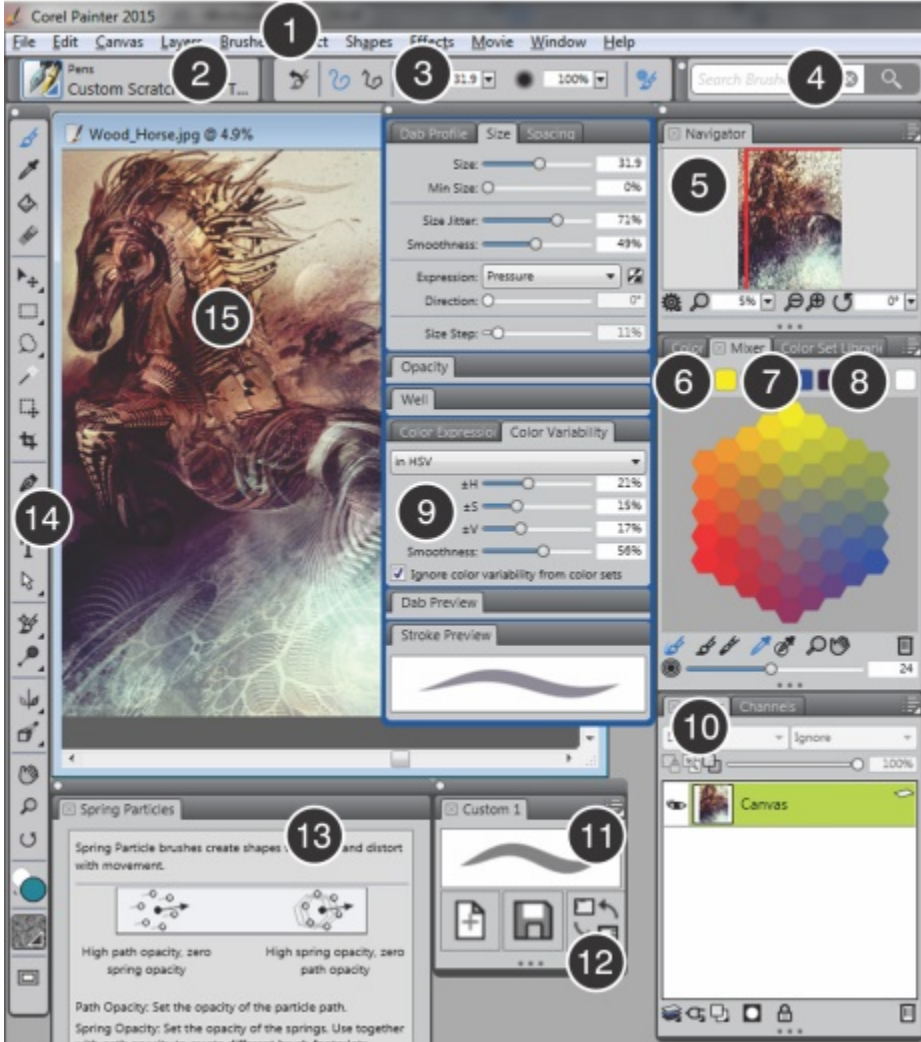 Corel Painter 2015
File Edit Canvas Layers Shapes Effects Movie Window Help
1
Pens
Custom Scratch T...
2
3
31.9
100%
Search Brushes
4
Wood_Horse.jpg @ 4.9%
15
14
Dab Profile Size Spacing
Size: 31.9
Min Size: 0%
Size Jitter: 71%
Smoothness: 49%
Expression: Pressure
Direction: 0°
Size Step: 11%
Opacity
Well
Color Expression Color Variability
in HSV
±H 21%
±S 15%
±V 17%
9
Smoothness: 56%
Ignore color variability from color sets
Dab Preview
Stroke Preview
Navigator
5
5% 0°
Color Mixer Color Set Librarie
6
7
8
24
Channels
10
Ignore
100%
Canvas
Spring Particles
13
Spring Particle brushes create shapes and distort
with movement.
High path opacity, zero
spring opacity
High spring opacity, zero
path opacity
Path Opacity: Set the opacity of the particle path.
Spring Opacity: Set the opacity of the springs. Use together
Custom 1
11
12